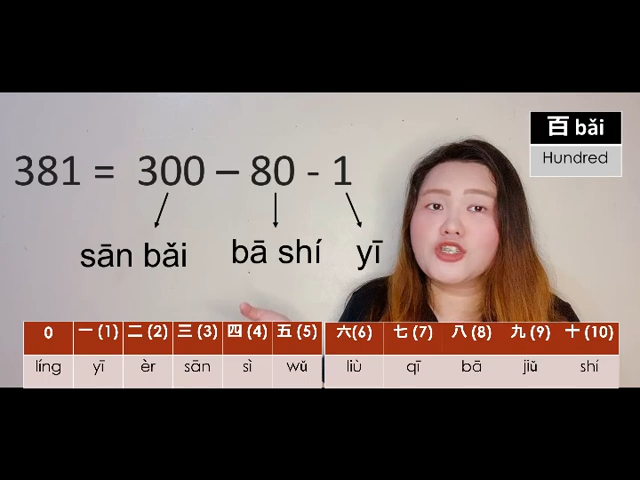 百 bǎi
Hundred
381 = 300 – 80 - 1
sān bǎi bā shí yī
0 一 (1) 二 (2) 三 (3) 四 (4) 五 (5) 六(6) 七 (7) 八 (8) 九 (9) 十 (10)
líng yī èr sān sì wǔ liù qī bā jiǔ shí